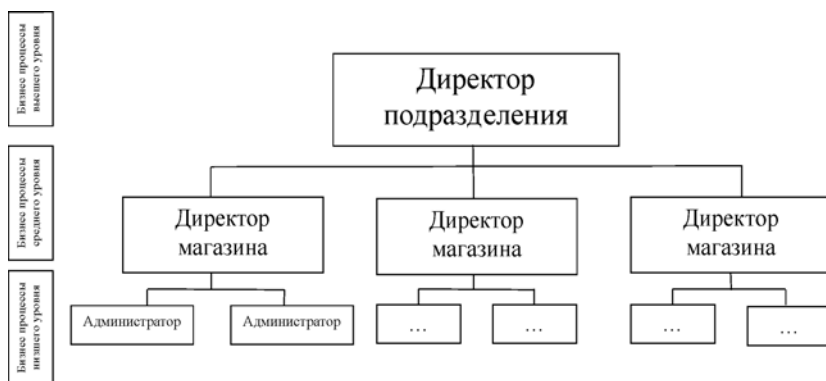 Бизнес процессы
высшего уровня
Директор
подразделения
Бизнес процессы
среднего уровня
Директор
магазина
Директор
магазина
Директор
магазина
Бизнес процессы
низшего уровня
Администратор
Администратор
...
...
...
...